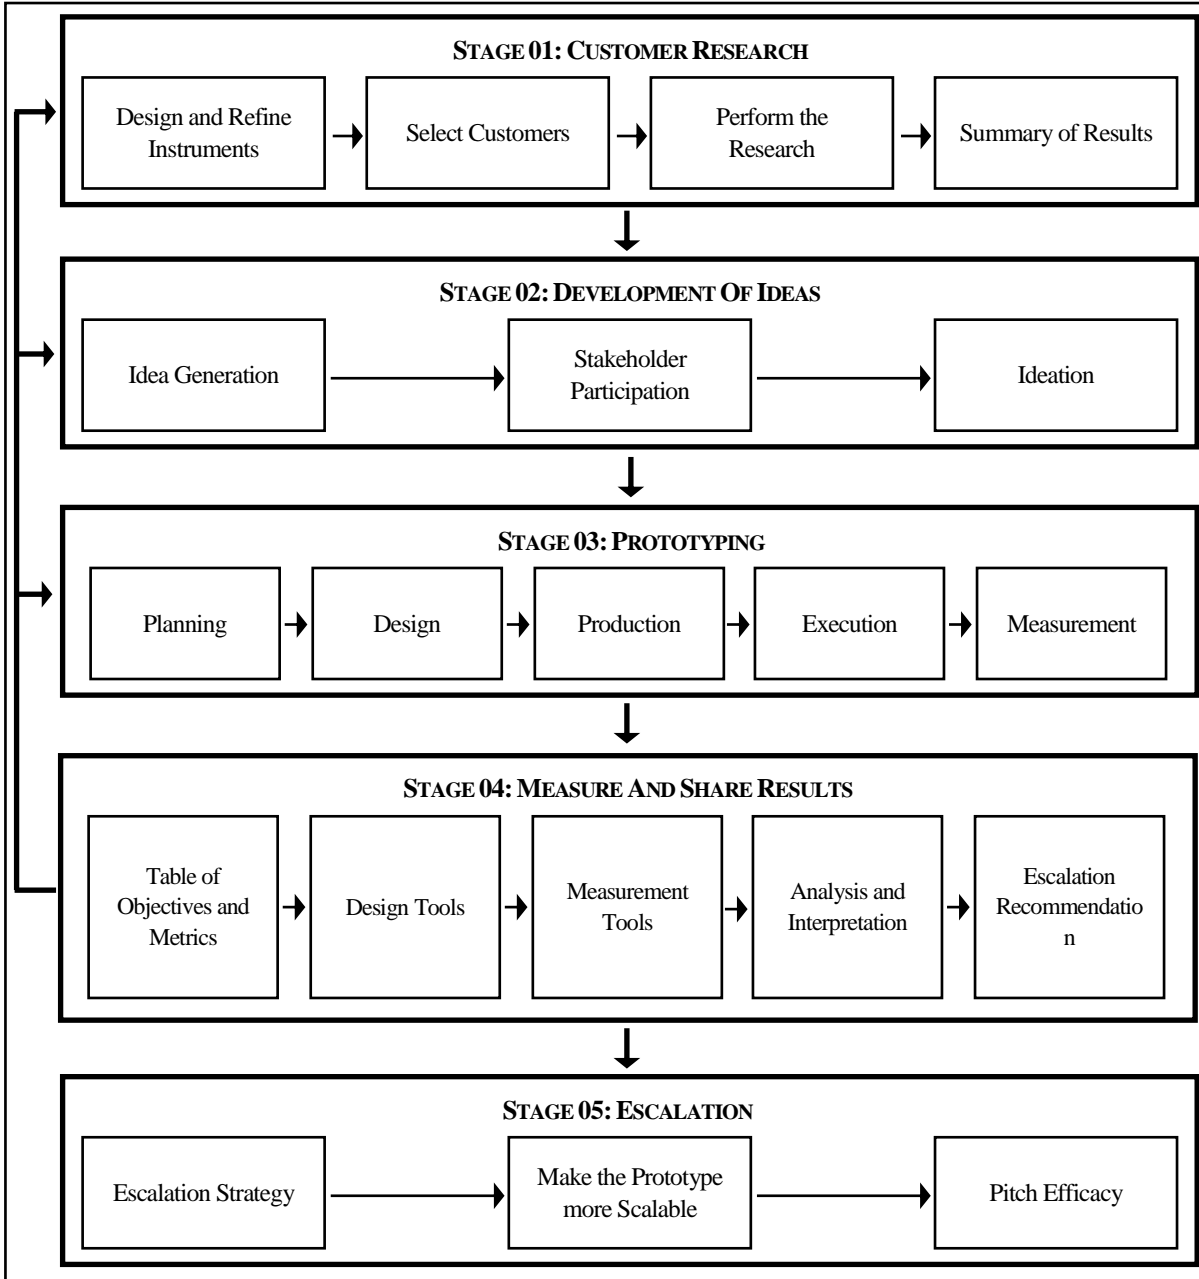 STAGE 01: CUSTOMER RESEARCH
Design and Refine
Instruments
Select Customers
Perform the
Research
Summary of Results
STAGE 02: DEVELOPMENT OF IDEAS
Idea Generation
Stakeholder
Participation
Ideation
STAGE 03: PROTOTYPING
Planning
Design
Production
Execution
Measurement
STAGE 04: MEASURE AND SHARE RESULTS
Table of
Objectives and
Metrics
Design Tools
Measurement
Tools
Analysis and
Interpretation
Escalation
Recommendatio
n
STAGE 05: ESCALATION
Escalation Strategy
Make the Prototype
more Scalable
Pitch Efficacy